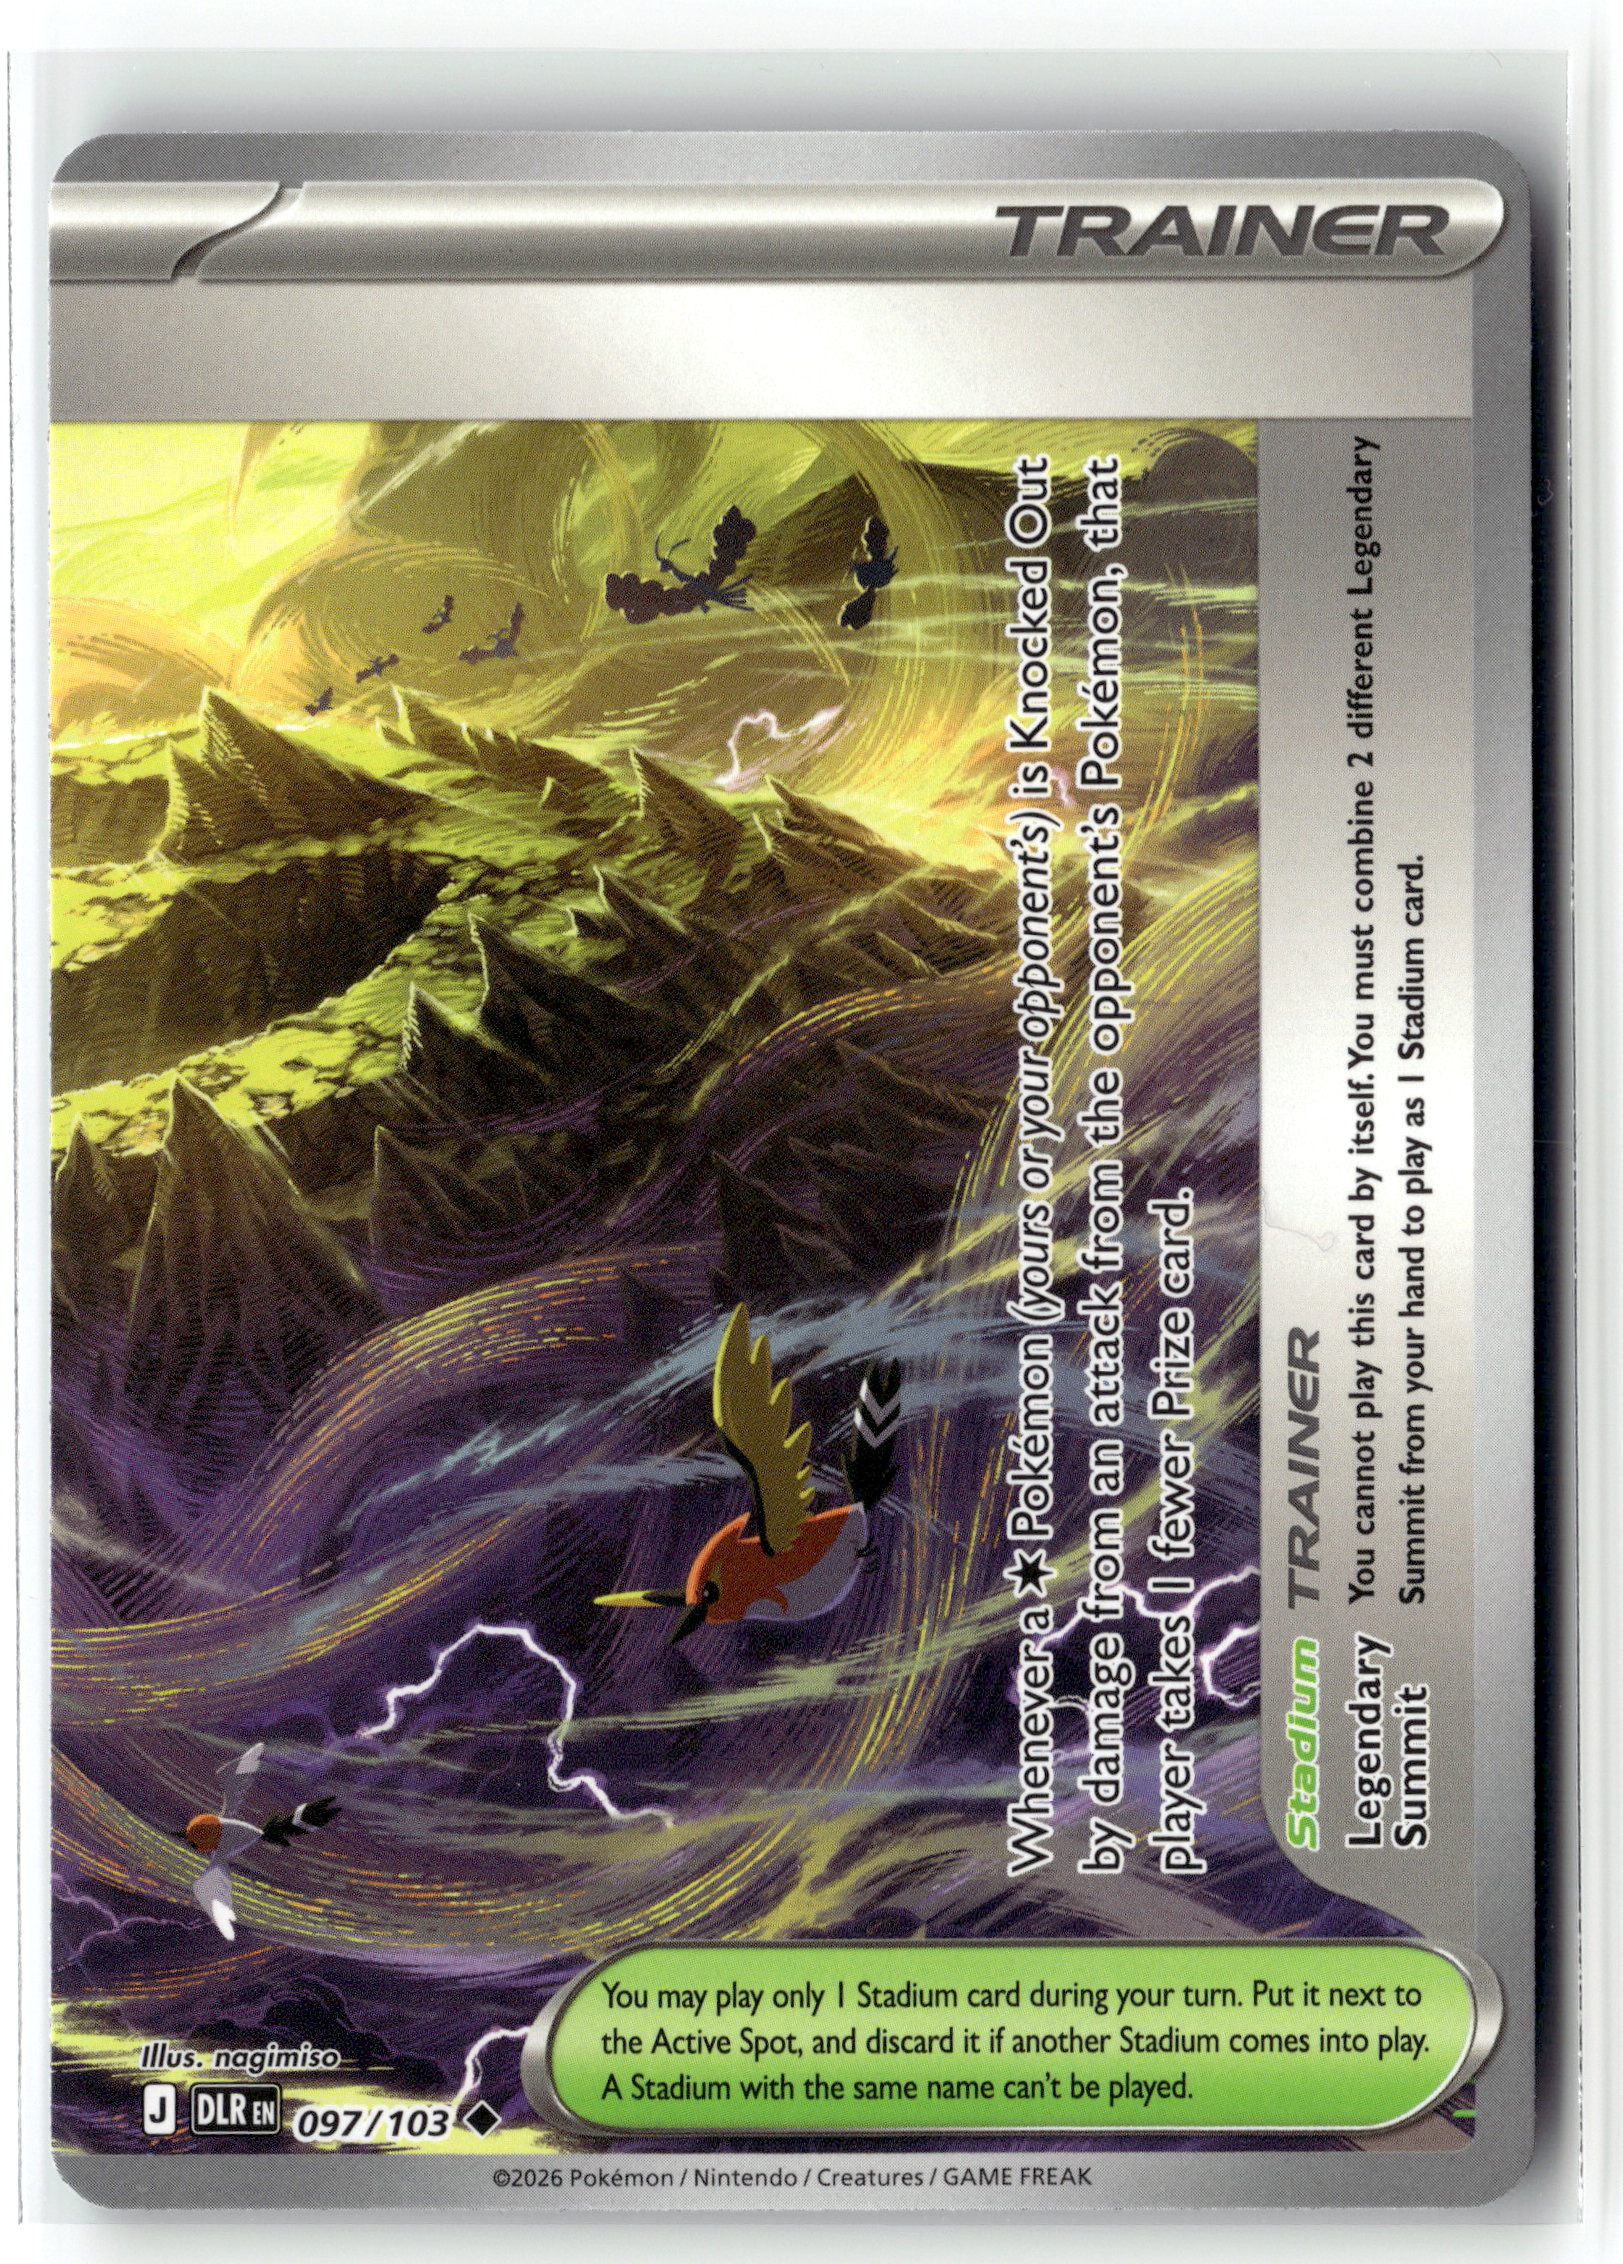 TRAINER
Whenever a ★ Pokémon (yours or your opponent's) is Knocked Out
by damage from an attack from the opponent's Pokémon, that
player takes 1 fewer Prize card.
Stadium TRAINER
Legendary
Summit
You cannot play this card by itself. You must combine 2 different Legendary
Summit from your hand to play as 1 Stadium card.
You may play only 1 Stadium card during your turn. Put it next to
the Active Spot, and discard it if another Stadium comes into play.
A Stadium with the same name can't be played.
Illus. nagimiso
J DLR EN 097/103 ◆
©2026 Pokémon / Nintendo / Creatures / GAME FREAK